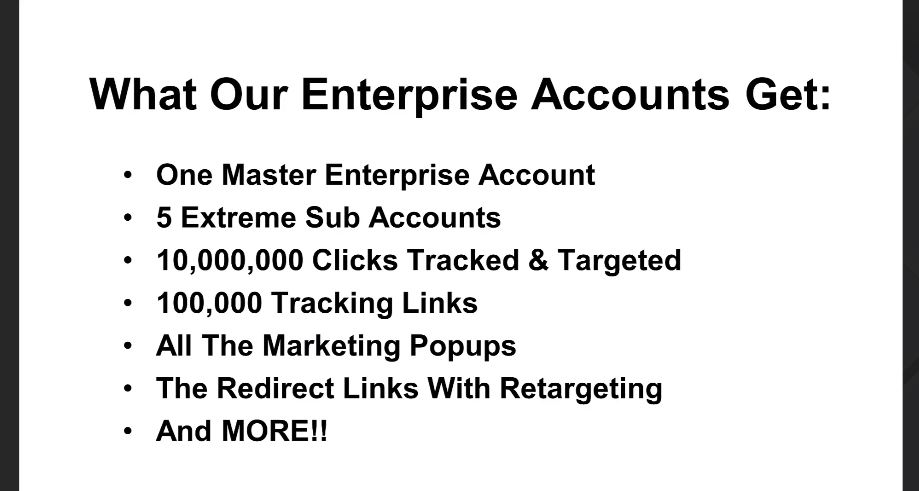 What Our Enterprise Accounts Get:
• One Master Enterprise Account
• 5 Extreme Sub Accounts
• 10,000,000 Clicks Tracked & Targeted
• 100,000 Tracking Links
• All The Marketing Popups
• The Redirect Links With Retargeting
• And MORE!!